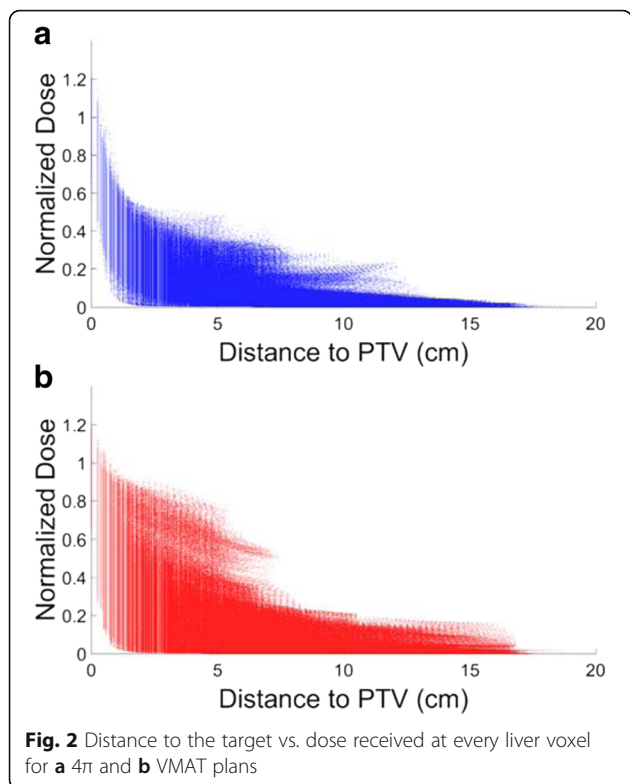 a
Normalized Dose
1.2
1
0.8
0.6
0.4
0.2
0
0 5 10 15 20
Distance to PTV (cm)
b
Normalized Dose
1.2
1
0.8
0.6
0.4
0.2
0
0 5 10 15 20
Distance to PTV (cm)
Fig. 2 Distance to the target vs. dose received at every liver voxel
for a 4π and b VMAT plans